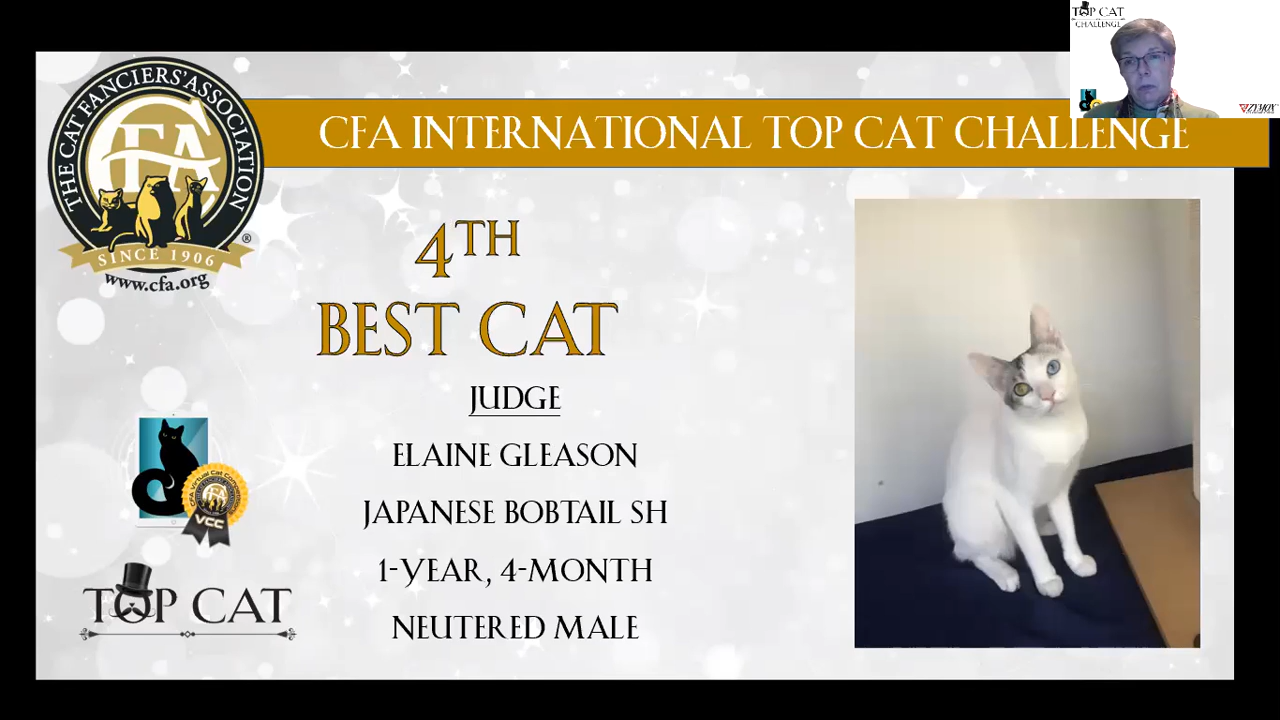 TOP CAT
CHALLENGE
ZYMOX
THE CAT FANCIERS' ASSOCIATION
CFA
SINCE 1906
®
www.cfa.org
CFA INTERNATIONAL TOP CAT CHALLENGE
4TH
BEST CAT
JUDGE
ELAINE GLEASON
JAPANESE BOBTAIL SH
1-YEAR, 4-MONTH
NEUTERED MALE
VCC
TOP CAT